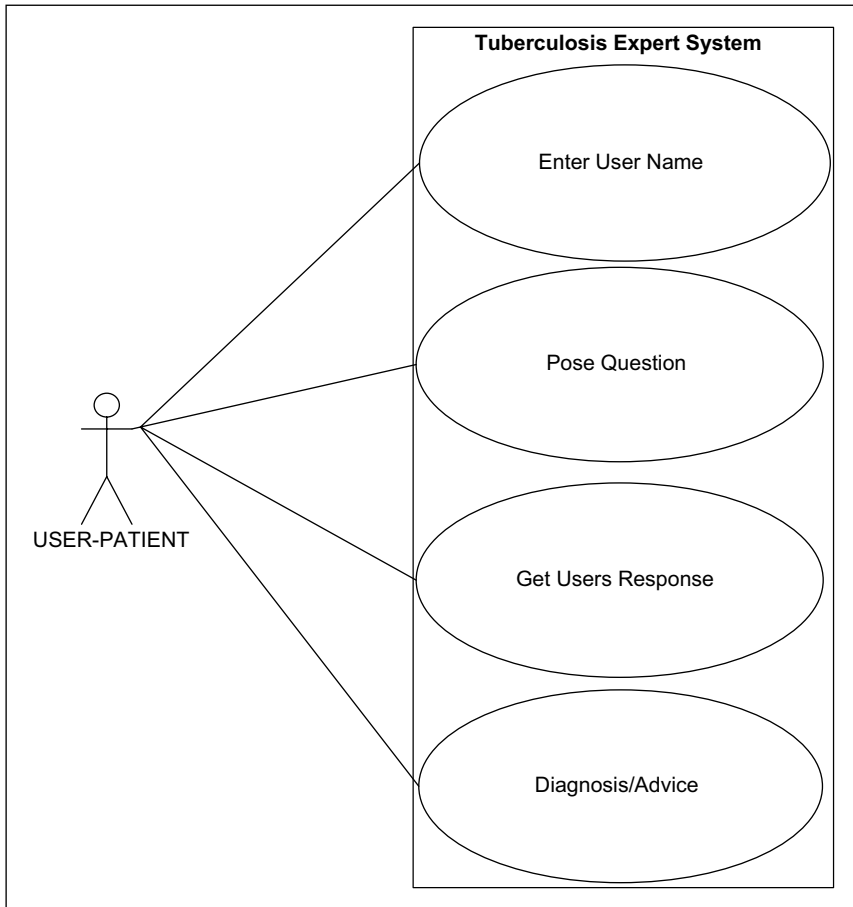 Tuberculosis Expert System
Enter User Name
Pose Question
USER-PATIENT
Get Users Response
Diagnosis/Advice